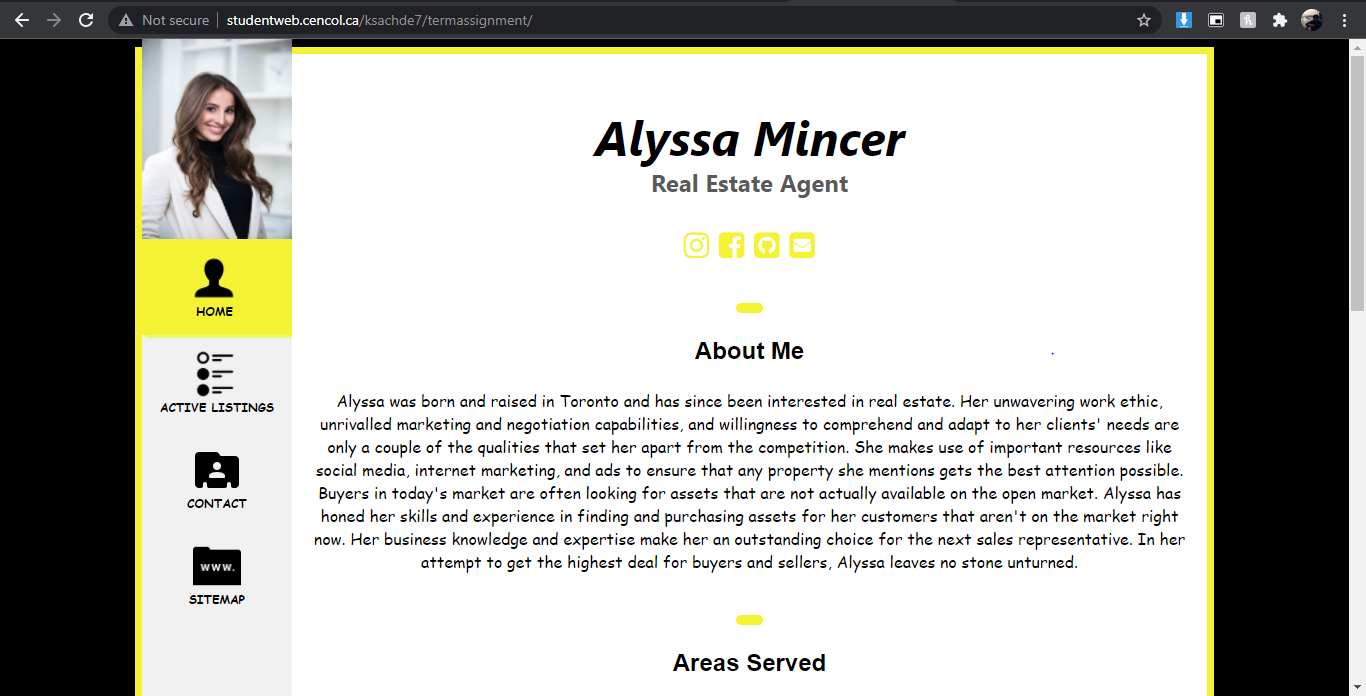 Not secure studentweb.cencol.ca/ksachde7/termassignment/
Alyssa Mincer
Real Estate Agent
HOME
ACTIVE LISTINGS
CONTACT
www.
SITEMAP
About Me
Alyssa was born and raised in Toronto and has since been interested in real estate. Her unwavering work ethic,
unrivalled marketing and negotiation capabilities, and willingness to comprehend and adapt to her clients' needs are
only a couple of the qualities that set her apart from the competition. She makes use of important resources like
social media, internet marketing, and ads to ensure that any property she mentions gets the best attention possible.
Buyers in today's market are often looking for assets that are not actually available on the open market. Alyssa has
honed her skills and experience in finding and purchasing assets for her customers that aren't on the market right
now. Her business knowledge and expertise make her an outstanding choice for the next sales representative. In her
attempt to get the highest deal for buyers and sellers, Alyssa leaves no stone unturned.
Areas Served